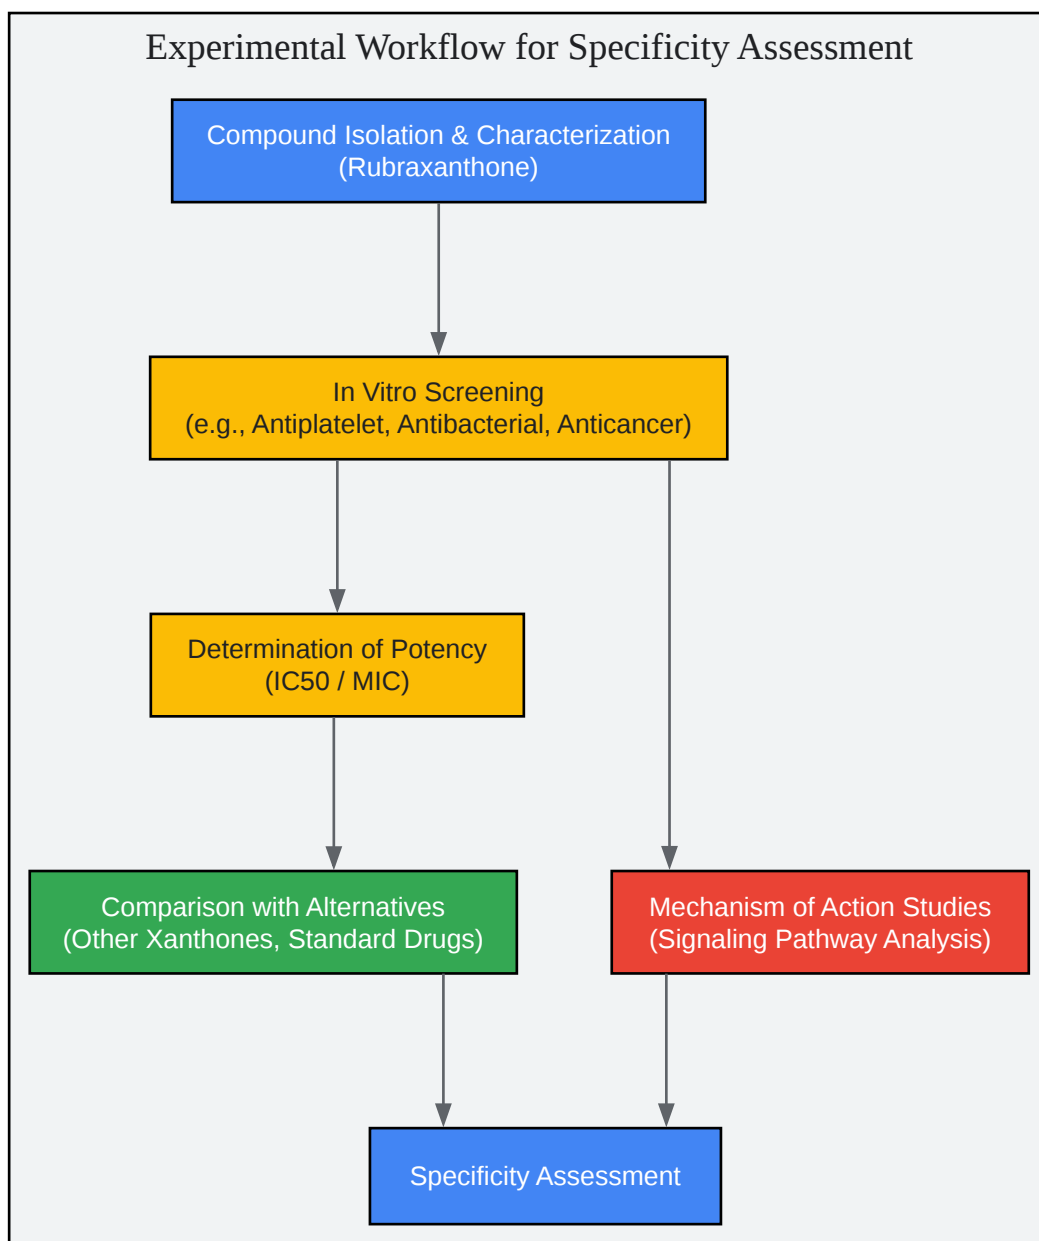 Experimental Workflow for Specificity Assessment
Compound Isolation & Characterization
(Rubraxanthone)
In Vitro Screening
(e.g., Antiplatelet, Antibacterial, Anticancer)
Determination of Potency
(IC50 / MIC)
Comparison with Alternatives
(Other Xanthones, Standard Drugs)
Mechanism of Action Studies
(Signaling Pathway Analysis)
Specificity Assessment